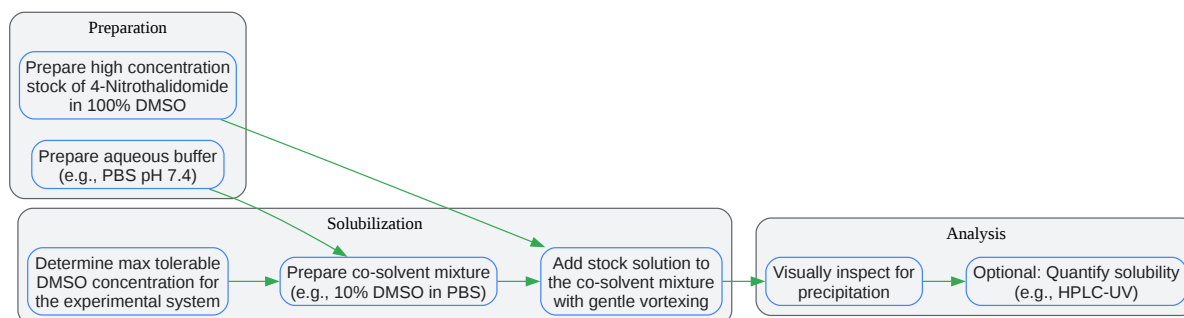 Preparation
Prepare high concentration
stock of 4-Nitrothalidomide
in 100% DMSO
Prepare aqueous buffer
(e.g., PBS pH 7.4)
Solubilization
Determine max tolerable
DMSO concentration for
the experimental system
Prepare co-solvent mixture
(e.g., 10% DMSO in PBS)
Add stock solution to
the co-solvent mixture
with gentle vortexing
Analysis
Visually inspect for
precipitation
Optional: Quantify solubility
(e.g., HPLC-UV)